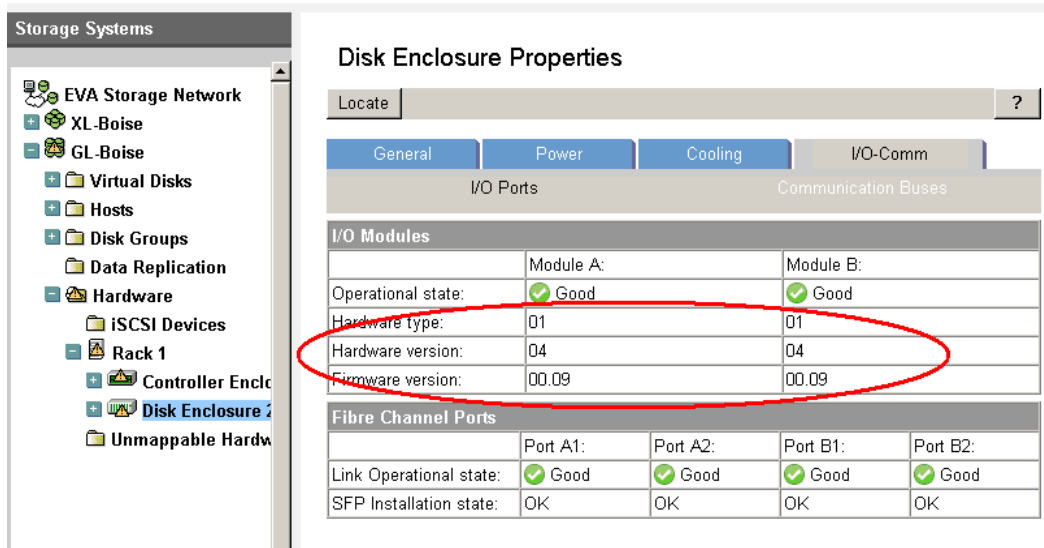 Storage Systems
EVA Storage Network
XL-Boise
GL-Boise
Virtual Disks
Hosts
Disk Groups
Data Replication
Hardware
iSCSI Devices
Rack 1
Controller Enclo
Disk Enclosure 2
Unmappable Hardw
Disk Enclosure Properties
Locate ?
General Power Cooling I/O-Comm
I/O Ports Communication Buses
I/O Modules
Module A: Module B:
Operational state: Good Good
Hardware type: 01 01
Hardware version: 04 04
Firmware version: 00.09 00.09
Fibre Channel Ports
Port A1: Port A2: Port B1: Port B2:
Link Operational state: Good Good Good Good
SFP Installation state: OK OK OK OK